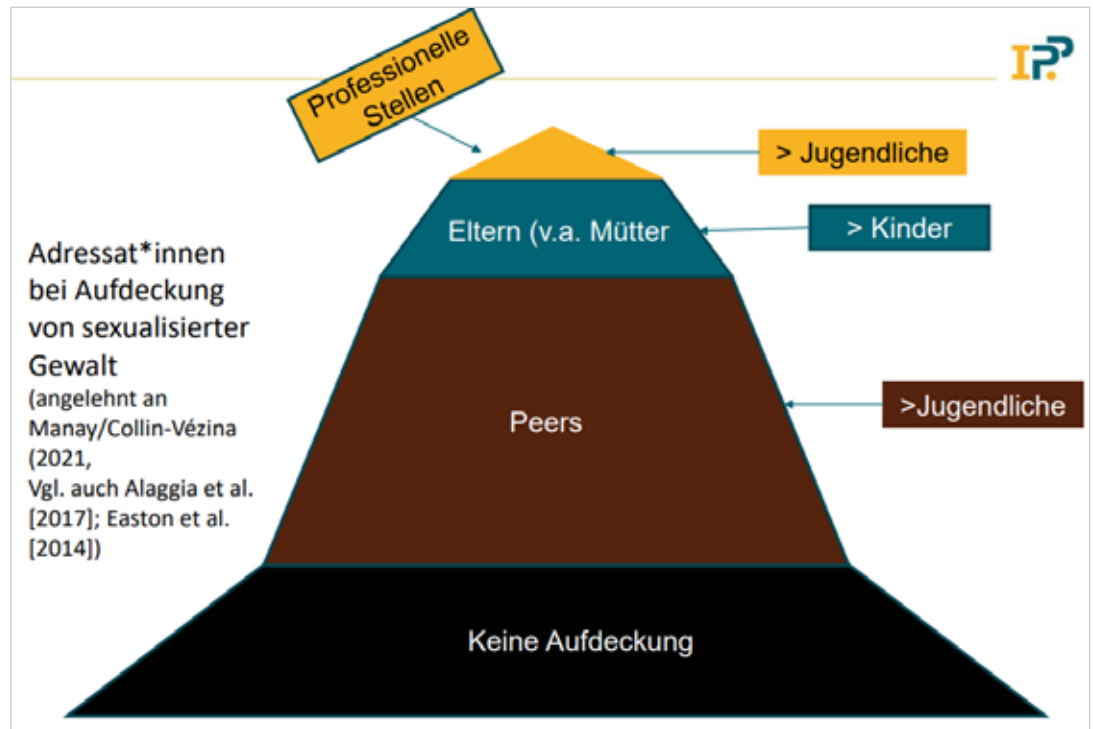 IPP
Professionelle
Stellen
> Jugendliche
Eltern (v.a. Mütter
> Kinder
Adressat*innen
bei Aufdeckung
von sexualisierter
Gewalt
(angelehnt an
Manay/Collin-Vézina
(2021,
Vgl. auch Alaggia et al.
[2017]; Easton et al.
[2014])
Peers
>Jugendliche
Keine Aufdeckung